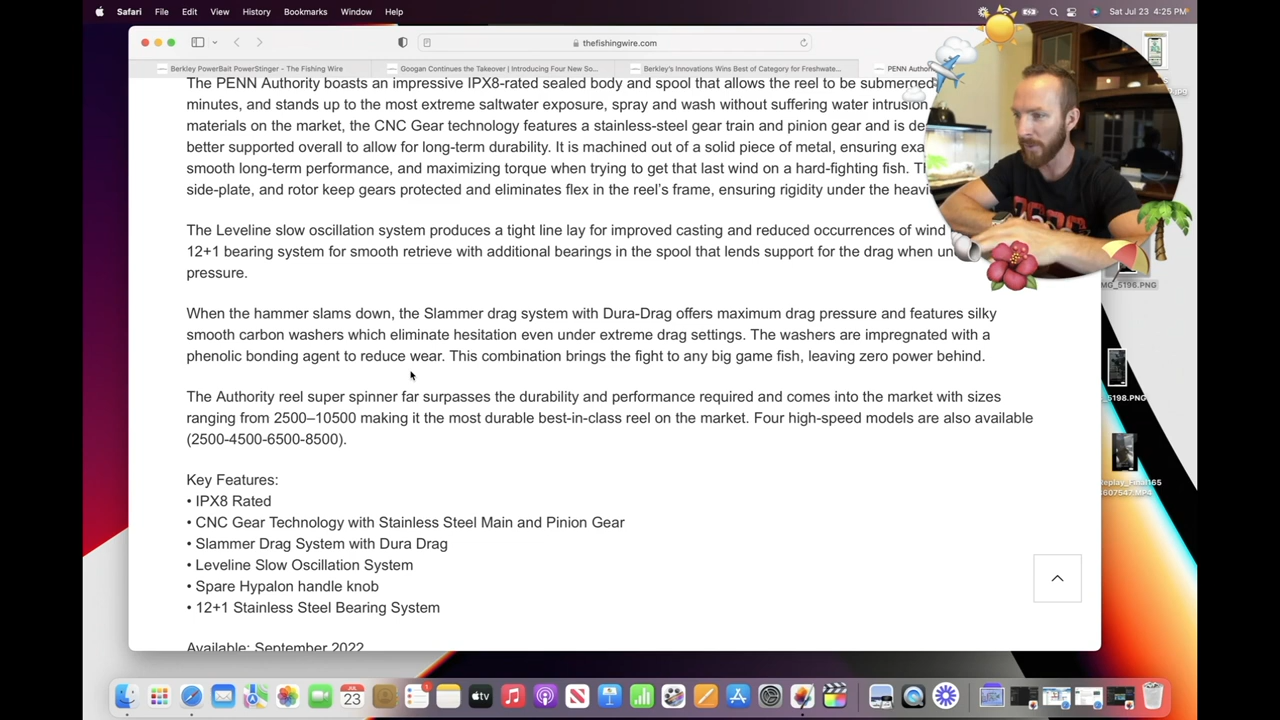 Safari File Edit View History Bookmarks Window Help Sat Jul 23 4:25 PM
thefishingwire.com
Berkley PowerBait PowerStinger - The Fishing Wire
Googan Continues the Takeover | Introducing Four New So...
Berkley's Innovations Wins Best of Category for Freshwate...
PENN Autho
The PENN Authority boasts an impressive IPX8-rated sealed body and spool that allows the reel to be submerned
minutes, and stands up to the most extreme saltwater exposure, spray and wash without suffering water intrusion.
materials on the market, the CNC Gear technology features a stainless-steel gear train and pinion gear and is de
better supported overall to allow for long-term durability. It is machined out of a solid piece of metal, ensuring exa
smooth long-term performance, and maximizing torque when trying to get that last wind on a hard-fighting fish. Th
side-plate, and rotor keep gears protected and eliminates flex in the reel's frame, ensuring rigidity under the heavi
The Leveline slow oscillation system produces a tight line lay for improved casting and reduced occurrences of wind
12+1 bearing system for smooth retrieve with additional bearings in the spool that lends support for the drag when un
pressure.
When the hammer slams down, the Slammer drag system with Dura-Drag offers maximum drag pressure and features silky
smooth carbon washers which eliminate hesitation even under extreme drag settings. The washers are impregnated with a
phenolic bonding agent to reduce wear. This combination brings the fight to any big game fish, leaving zero power behind.
The Authority reel super spinner far surpasses the durability and performance required and comes into the market with sizes
ranging from 2500–10500 making it the most durable best-in-class reel on the market. Four high-speed models are also available
(2500-4500-6500-8500).
Key Features:
• IPX8 Rated
• CNC Gear Technology with Stainless Steel Main and Pinion Gear
• Slammer Drag System with Dura Drag
• Leveline Slow Oscillation System
• Spare Hypalon handle knob
• 12+1 Stainless Steel Bearing System
Available: September 2022
MG_5196.PNG
5198.PNG
eplay_Final165
607547.MP4
JUL
23
tv